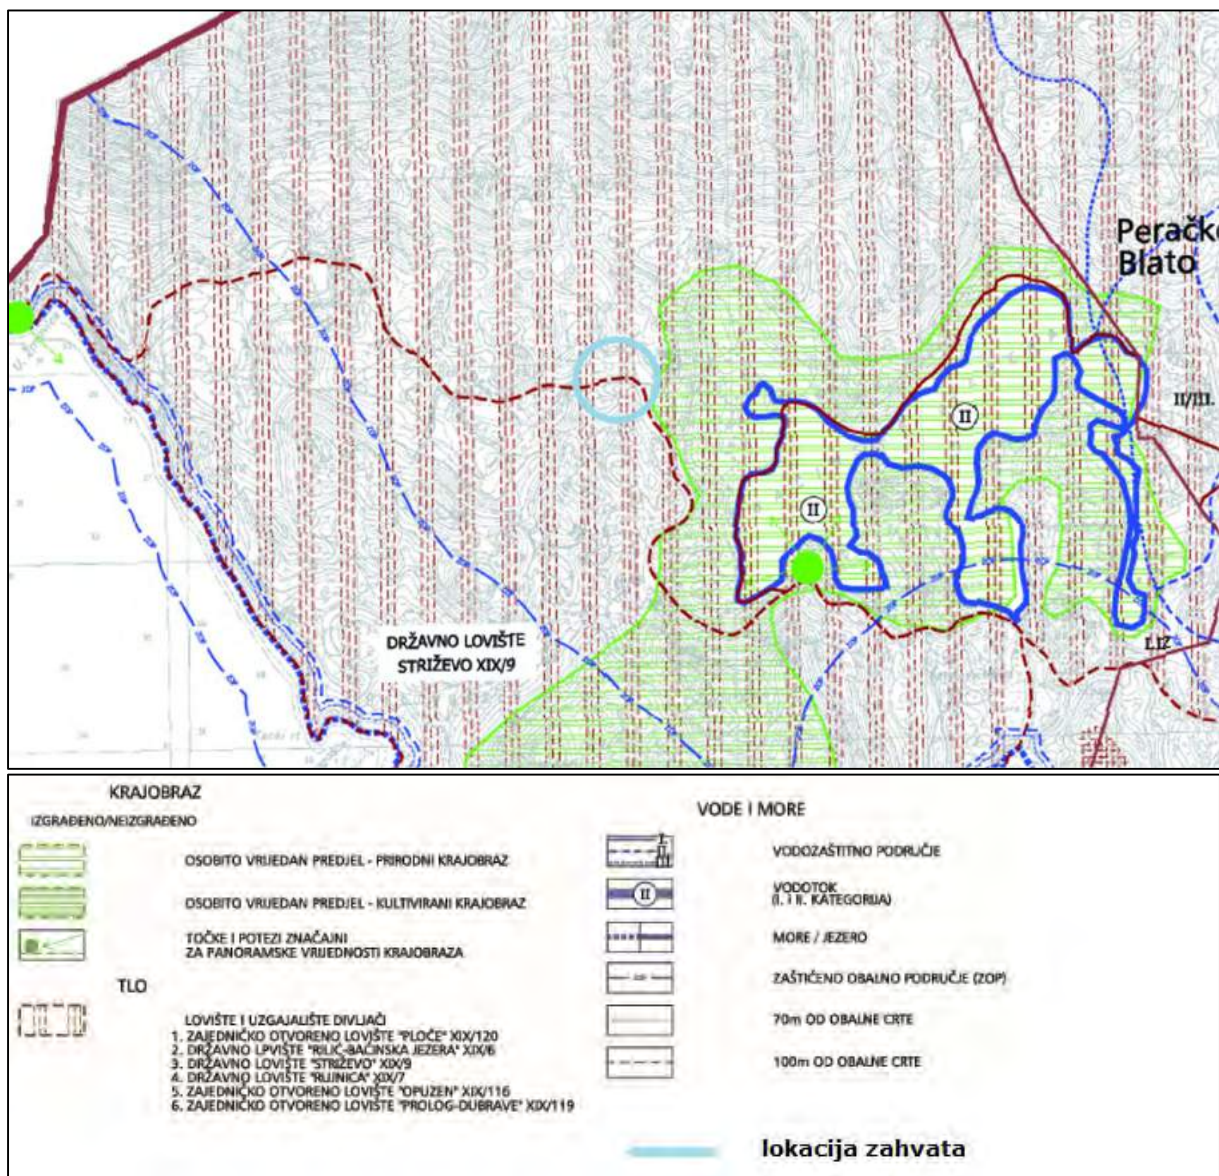 Peračko
Blato
II/III.
II
II
I.IZ
DRŽAVNO LOVIŠTE
STRIŽEVO XIX/9
KRAJOBRAZ
IZGRAĐENO/NEIZGRAĐENO
OSOBITO VRIJEDAN PREDJEL - PRIRODNI KRAJOBRAZ
OSOBITO VRIJEDAN PREDJEL - KULTIVIRANI KRAJOBRAZ
TOČKE I POTEZI ZNAČAJNI
ZA PANORAMSKE VRIJEDNOSTI KRAJOBRAZA
TLO
LOVIŠTE I UZGAJALIŠTE DIVLJAČI
1. ZAJEDNIČKO OTVORENO LOVIŠTE "PLOČE" XIX/120
2. DRŽAVNO LPVIŠTE "RILIĆ-BAĆINSKA JEZERA" XIX/6
3. DRŽAVNO LOVIŠTE "STRIŽEVO" XIX/9
4. DRŽAVNO LOVIŠTE "RUJNICA" XIX/7
5. ZAJEDNIČKO OTVORENO LOVIŠTE "OPUZEN" XIX/116
6. ZAJEDNIČKO OTVORENO LOVIŠTE "PROLOG-DUBRAVE" XIX/119
VODE I MORE
I.
II.
III.
VODOZAŠTITNO PODRUČJE
II
VODOTOK
(I. I II. KATEGORIJA)
MORE / JEZERO
ZAŠTIĆENO OBALNO PODRUČJE (ZOP)
70m OD OBALNE CRTE
100m OD OBALNE CRTE
lokacija zahvata